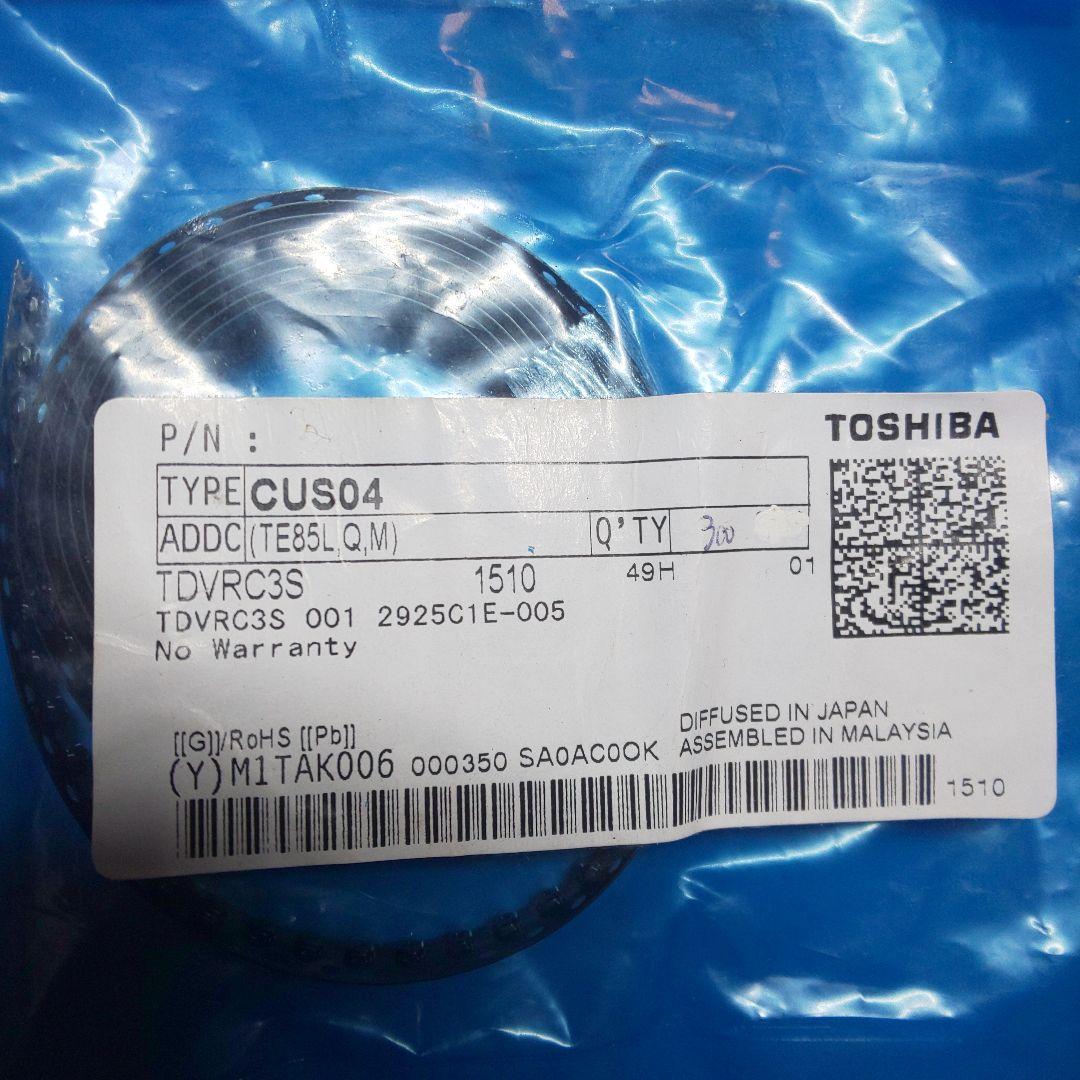 TOSHIBA
P/N :
TYPE CUS04
ADDC (TE85L,Q,M) Q'TY 300
TDVRC3S 1510 49H 01
TDVRC3S 001 2925C1E-005
No Warranty
DIFFUSED IN JAPAN
[[G]]/RoHS [[Pb]]
ASSEMBLED IN MALAYSIA
(Y) M1TAK006 000350 SA0AC0OK
1510